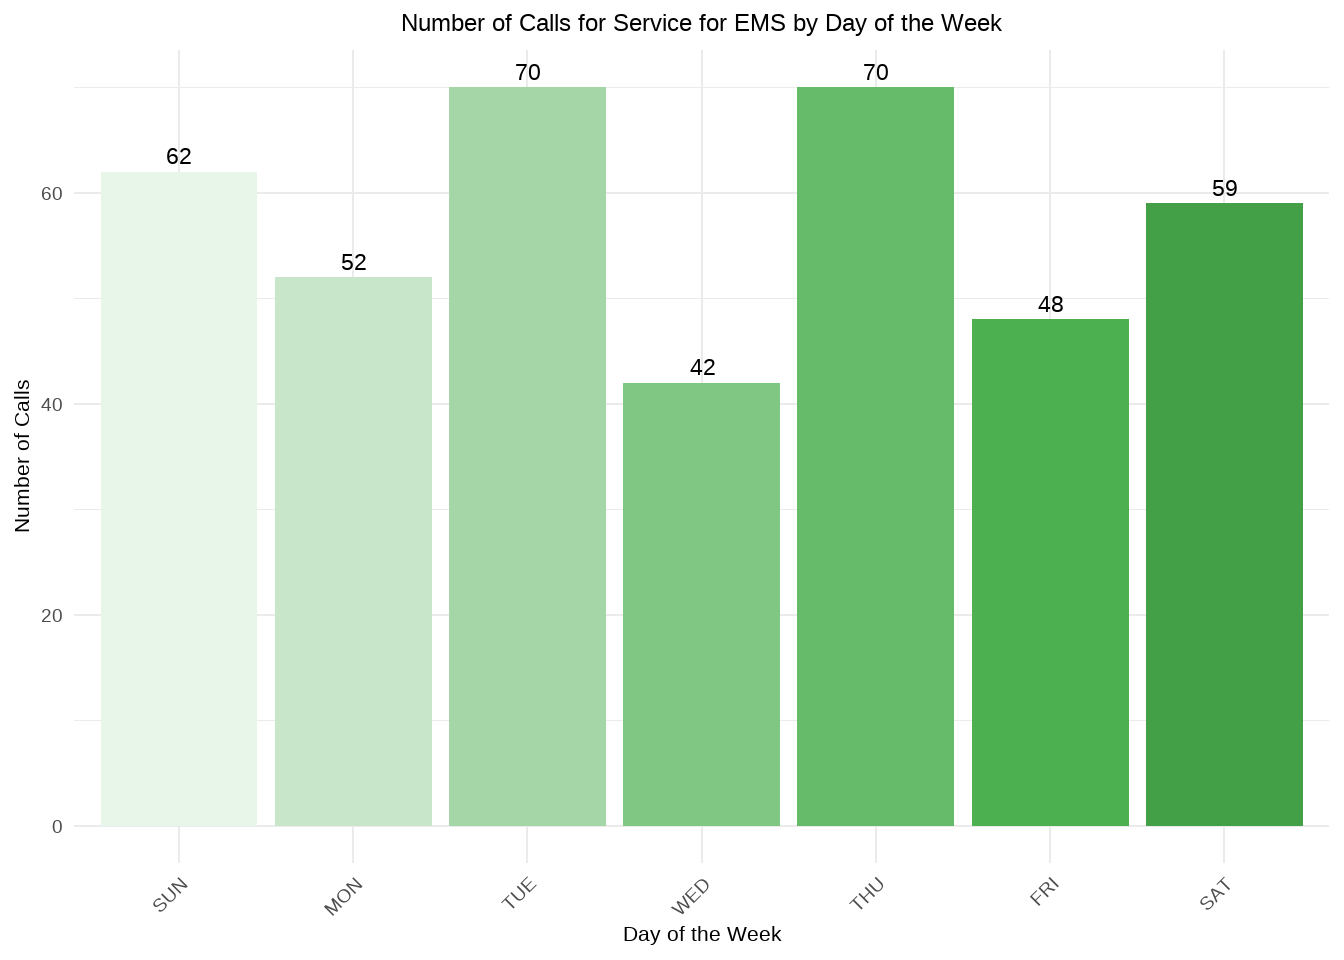 Number of Calls for Service for EMS by Day of the Week
70
70
62
59
52
48
42
60
40
20
0
Number of Calls
SUN
MON
TUE
WED
THU
FRI
SAT
Day of the Week